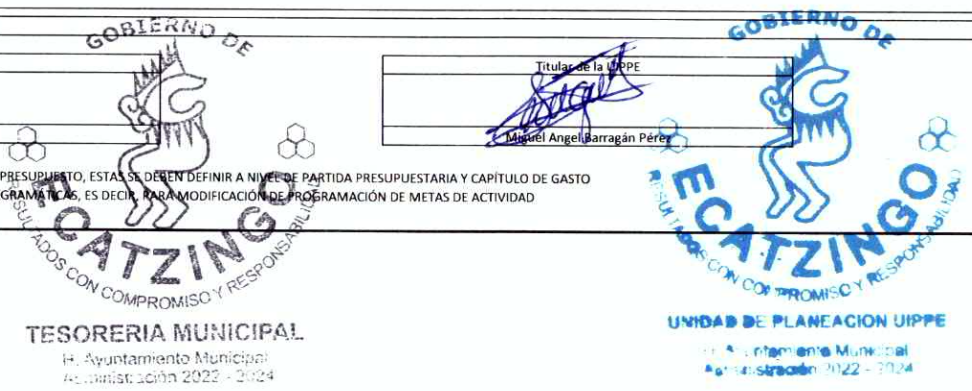 Titular de la UIPPE
Miguel Angel Barragán Pérez
PRESUPUESTO, ESTAS SE DEBEN DEFINIR A NIVEL DE PARTIDA PRESUPUESTARIA Y CAPÍTULO DE GASTO
GRAMÁTICAS, ES DECIR, PARA MODIFICACIÓN DE PROGRAMACIÓN DE METAS DE ACTIVIDAD
GOBIERNO DE
ECATZINGO
RESULTADOS CON COMPROMISO Y RESPONSABILIDAD
TESORERIA MUNICIPAL
H. Ayuntamiento Municipal
Administración 2022 - 2024
GOBIERNO DE
ECATZINGO
RESULTADOS CON COMPROMISO Y RESPONSABILIDAD
UNIDAD DE PLANEACION UIPPE
H. Ayuntamiento Municipal
Administración 2022 - 2024